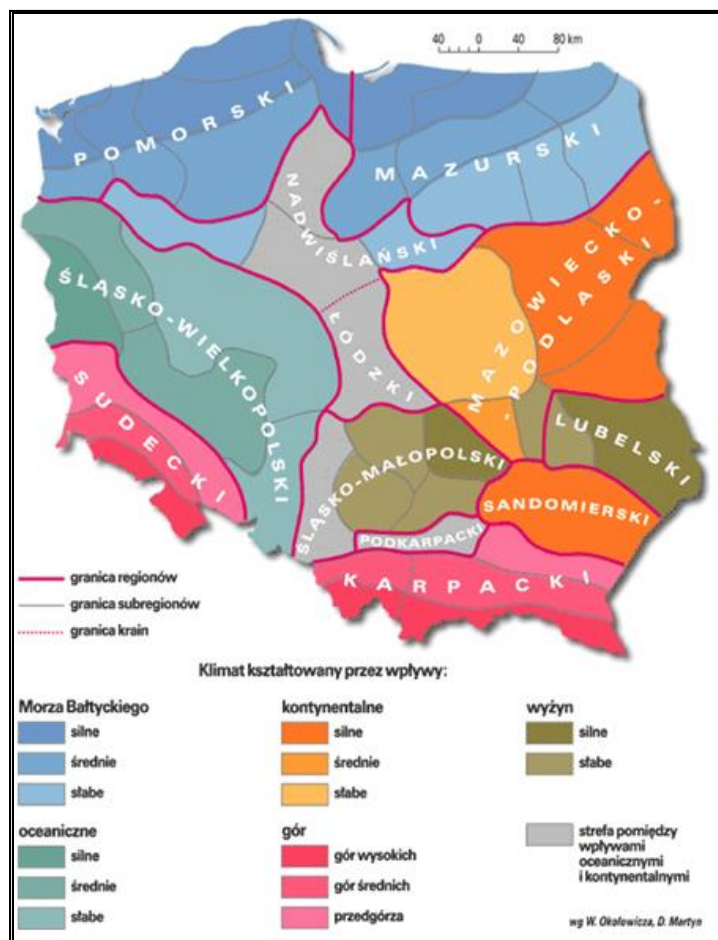 40 0 40 80 km
POMORSKI
MAZURSKI
NADWIŚLAŃSKI
MAZOWIECKO-
-PODLASKI
ŚLĄSKO-WIELKOPOLSKI
ŁÓDZKI
SUDECKI
LUBELSKI
ŚLĄSKO-MAŁOPOLSKI
SANDOMIERSKI
PODKARPACKI
KARPACKI
granica regionów
granica subregionów
granica krain
Klimat kształtowany przez wpływy:
Morza Bałtyckiego
silne
średnie
słabe
kontynentalne
silne
średnie
słabe
wyżyn
silne
słabe
oceaniczne
silne
średnie
słabe
gór
gór wysokich
gór średnich
przedgórza
strefa pomiędzy
wpływami
oceanicznymi
i kontynentalnymi
wg W. Okołowicza, D. Martyn